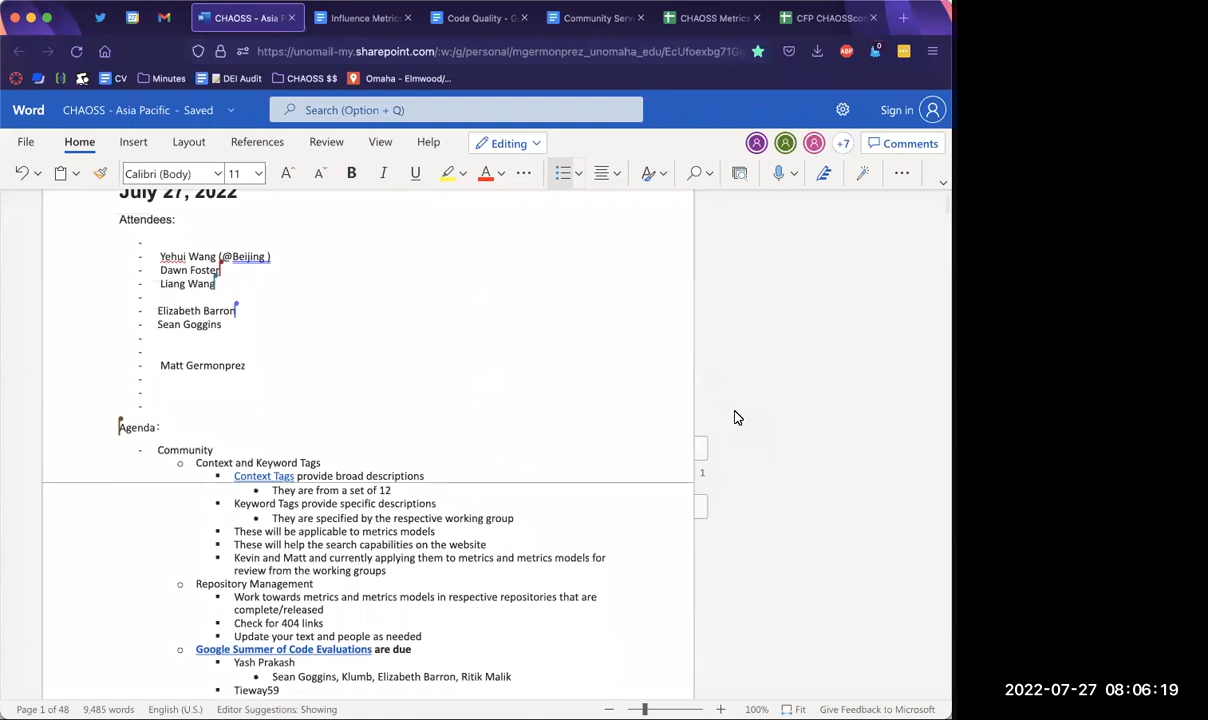 CHAOSS - Asia P
Influence Metric
Code Quality - G
Community Serv
CHAOSS Metrics
CFP CHAOSScon
https://unomail-my.sharepoint.com/:w:/g/personal/mgermonprez_unomaha_edu/EcUfoexbg71G
CV
Minutes
DEI Audit
CHAOSS $$
Omaha - Elmwood/...
Word
CHAOSS - Asia Pacific - Saved
Search (Option + Q)
Sign in
File
Home
Insert
Layout
References
Review
View
Help
Editing
+7
Comments
Calibri (Body)
11
July 27, 2022
Attendees:
-
- Yehui Wang (@Beijing )
- Dawn Foster
- Liang Wang
-
- Elizabeth Barron
- Sean Goggins
-
-
- Matt Germonprez
-
-
-
Agenda:
- Community
o Context and Keyword Tags
▪ Context Tags provide broad descriptions
• They are from a set of 12
▪ Keyword Tags provide specific descriptions
• They are specified by the respective working group
▪ These will be applicable to metrics models
▪ These will help the search capabilities on the website
▪ Kevin and Matt and currently applying them to metrics and metrics models for
review from the working groups
o Repository Management
▪ Work towards metrics and metrics models in respective repositories that are
complete/released
▪ Check for 404 links
▪ Update your text and people as needed
o Google Summer of Code Evaluations are due
▪ Yash Prakash
• Sean Goggins, Klumb, Elizabeth Barron, Ritik Malik
▪ Tieway59
1
Page 1 of 48
9,485 words
English (U.S.)
Editor Suggestions: Showing
100%
Fit
Give Feedback to Microsoft
2022-07-27 08:06:19